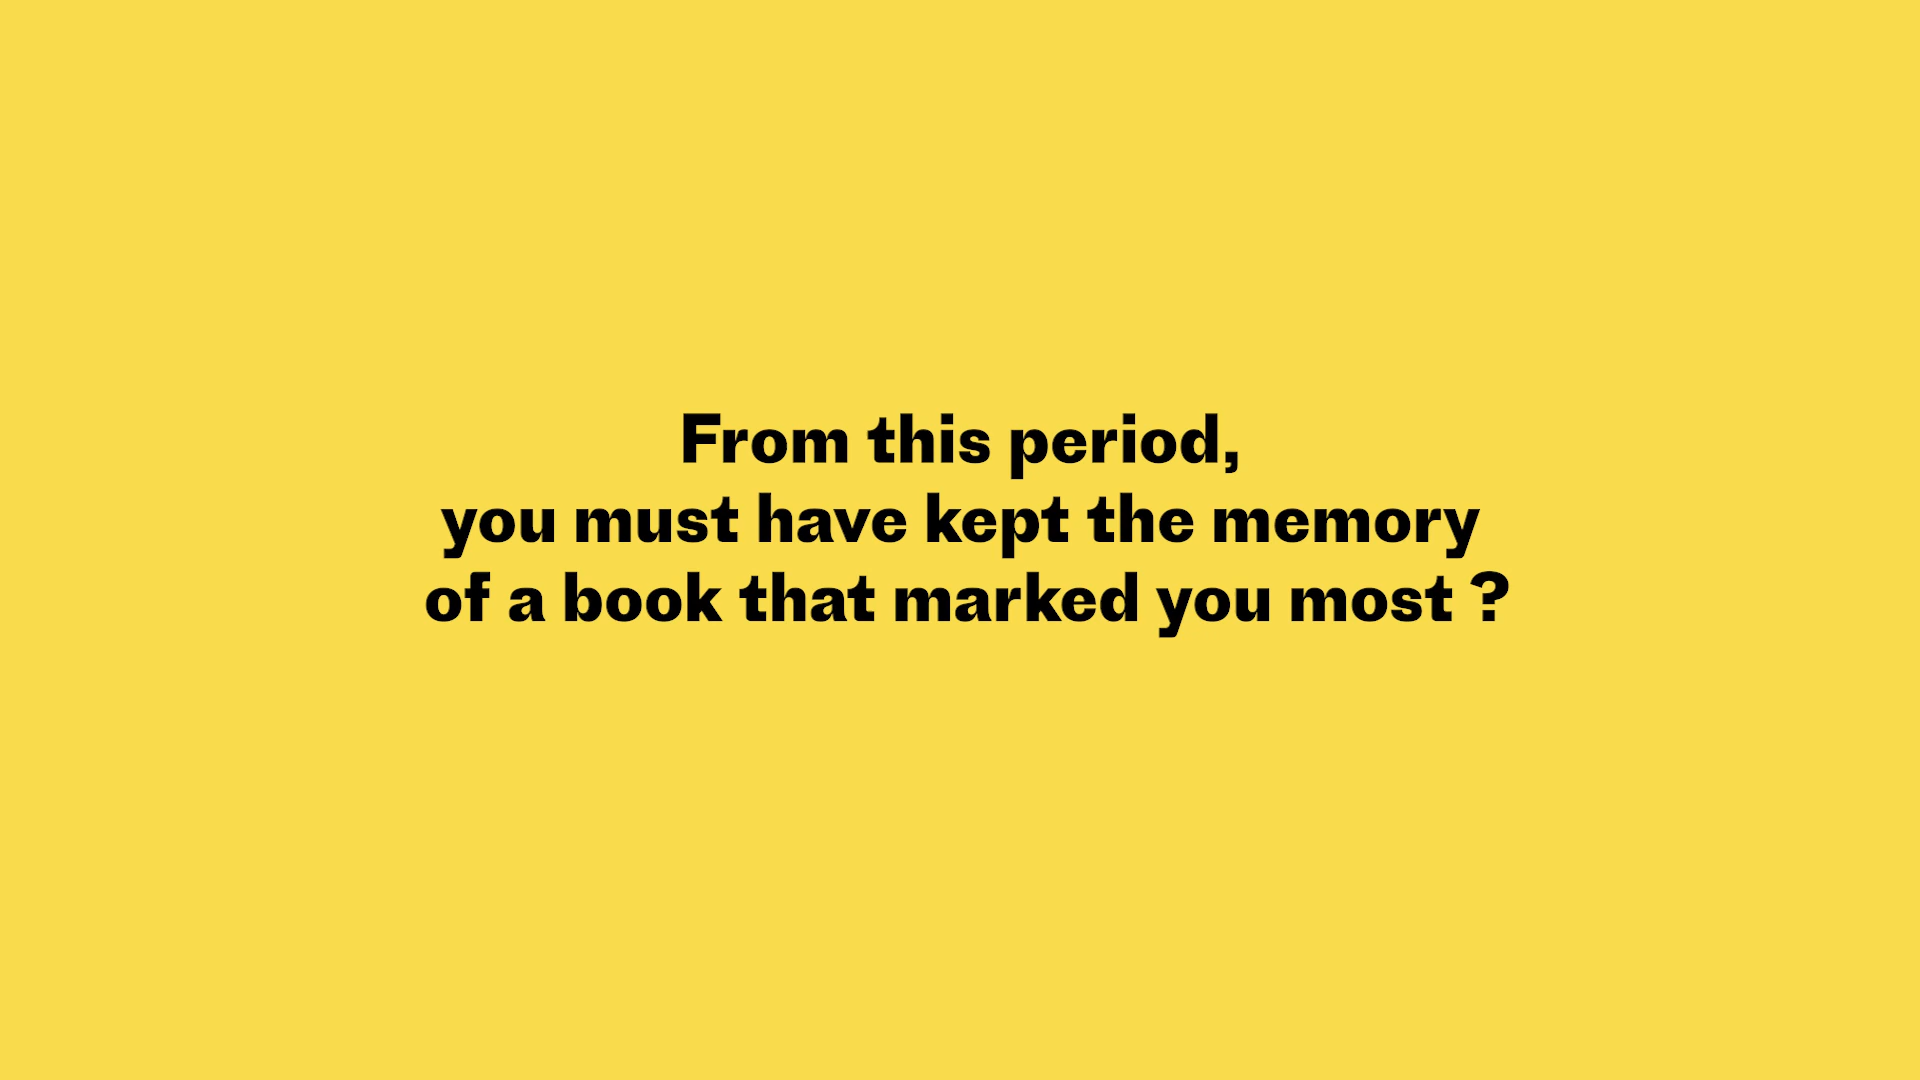 From this period,
you must have kept the memory
of a book that marked you most ?